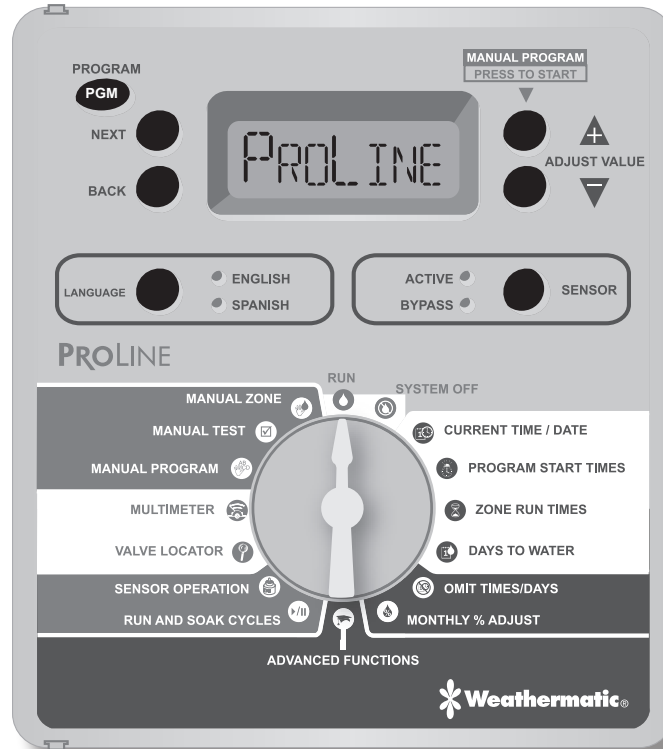 PROGRAM
PGM
NEXT
BACK
PROLINE
MANUAL PROGRAM
PRESS TO START
+
ADJUST VALUE
−
LANGUAGE
ENGLISH
SPANISH
ACTIVE
BYPASS
SENSOR
PROLINE
RUN
SYSTEM OFF
MANUAL ZONE
MANUAL TEST
MANUAL PROGRAM
MULTIMETER
VALVE LOCATOR
SENSOR OPERATION
RUN AND SOAK CYCLES
CURRENT TIME / DATE
PROGRAM START TIMES
ZONE RUN TIMES
DAYS TO WATER
OMIT TIMES/DAYS
MONTHLY % ADJUST
ADVANCED FUNCTIONS
Weathermatic®